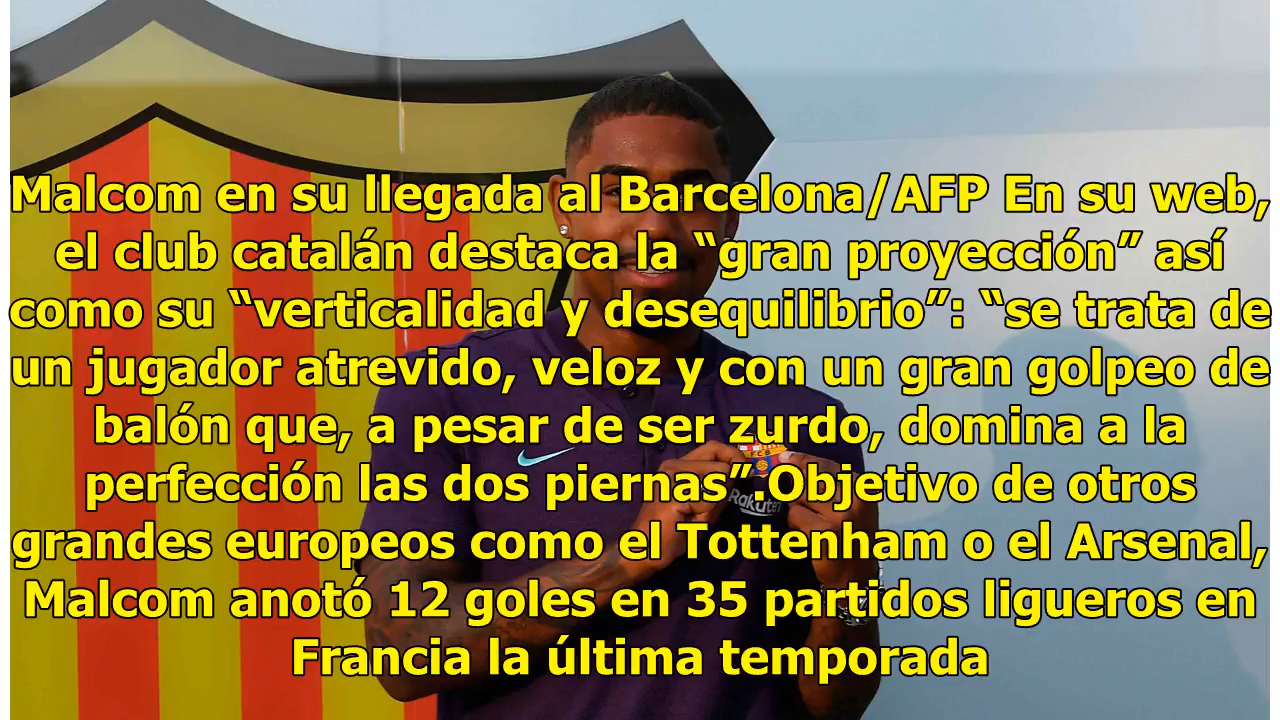 Malcom en su llegada al Barcelona/AFP En su web,
el club catalán destaca la “gran proyección” así
como su “verticalidad y desequilibrio”: “se trata de
un jugador atrevido, veloz y con un gran golpeo de
balón que, a pesar de ser zurdo, domina a la
perfección las dos piernas”.Objetivo de otros
grandes europeos como el Tottenham o el Arsenal,
Malcom anotó 12 goles en 35 partidos ligueros en
Francia la última temporada
FCB
Rakuten